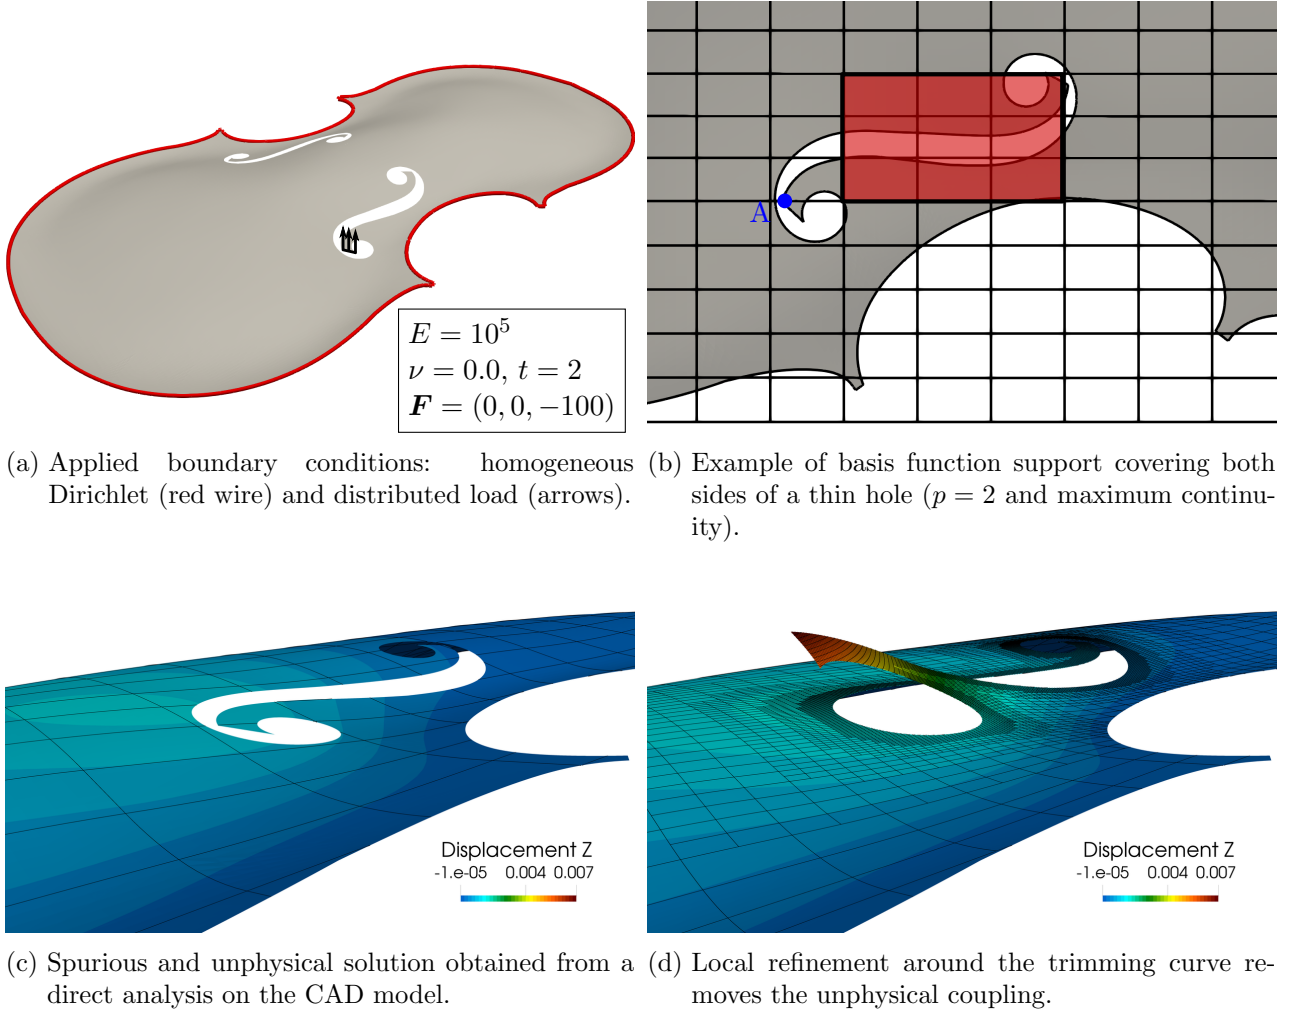 E = 10^5
ν = 0.0, t = 2
F = (0, 0, −100)
A
(a) Applied boundary conditions: homogeneous
Dirichlet (red wire) and distributed load (arrows).
(b) Example of basis function support covering both
sides of a thin hole (p = 2 and maximum continu-
ity).
Displacement Z
-1.e-05 0.004 0.007
Displacement Z
-1.e-05 0.004 0.007
(c) Spurious and unphysical solution obtained from a
direct analysis on the CAD model.
(d) Local refinement around the trimming curve re-
moves the unphysical coupling.